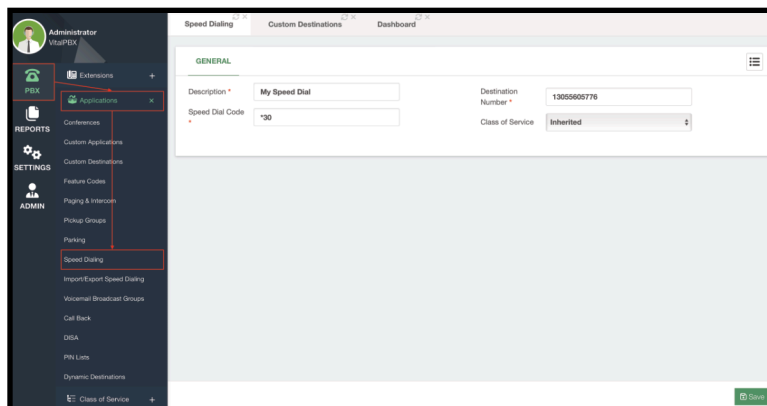 Administrator
VitalPBX
Speed Dialing
Custom Destinations
Dashboard
PBX
REPORTS
SETTINGS
ADMIN
Extensions +
Applications ×
Conferences
Custom Applications
Custom Destinations
Feature Codes
Paging & Intercom
Pickup Groups
Parking
Speed Dialing
Import/Export Speed Dialing
Voicemail Broadcast Groups
Call Back
DISA
PIN Lists
Dynamic Destinations
Class of Service +
GENERAL
Description * My Speed Dial
Speed Dial Code
* *30
Destination
Number * 13055605776
Class of Service Inherited
Save